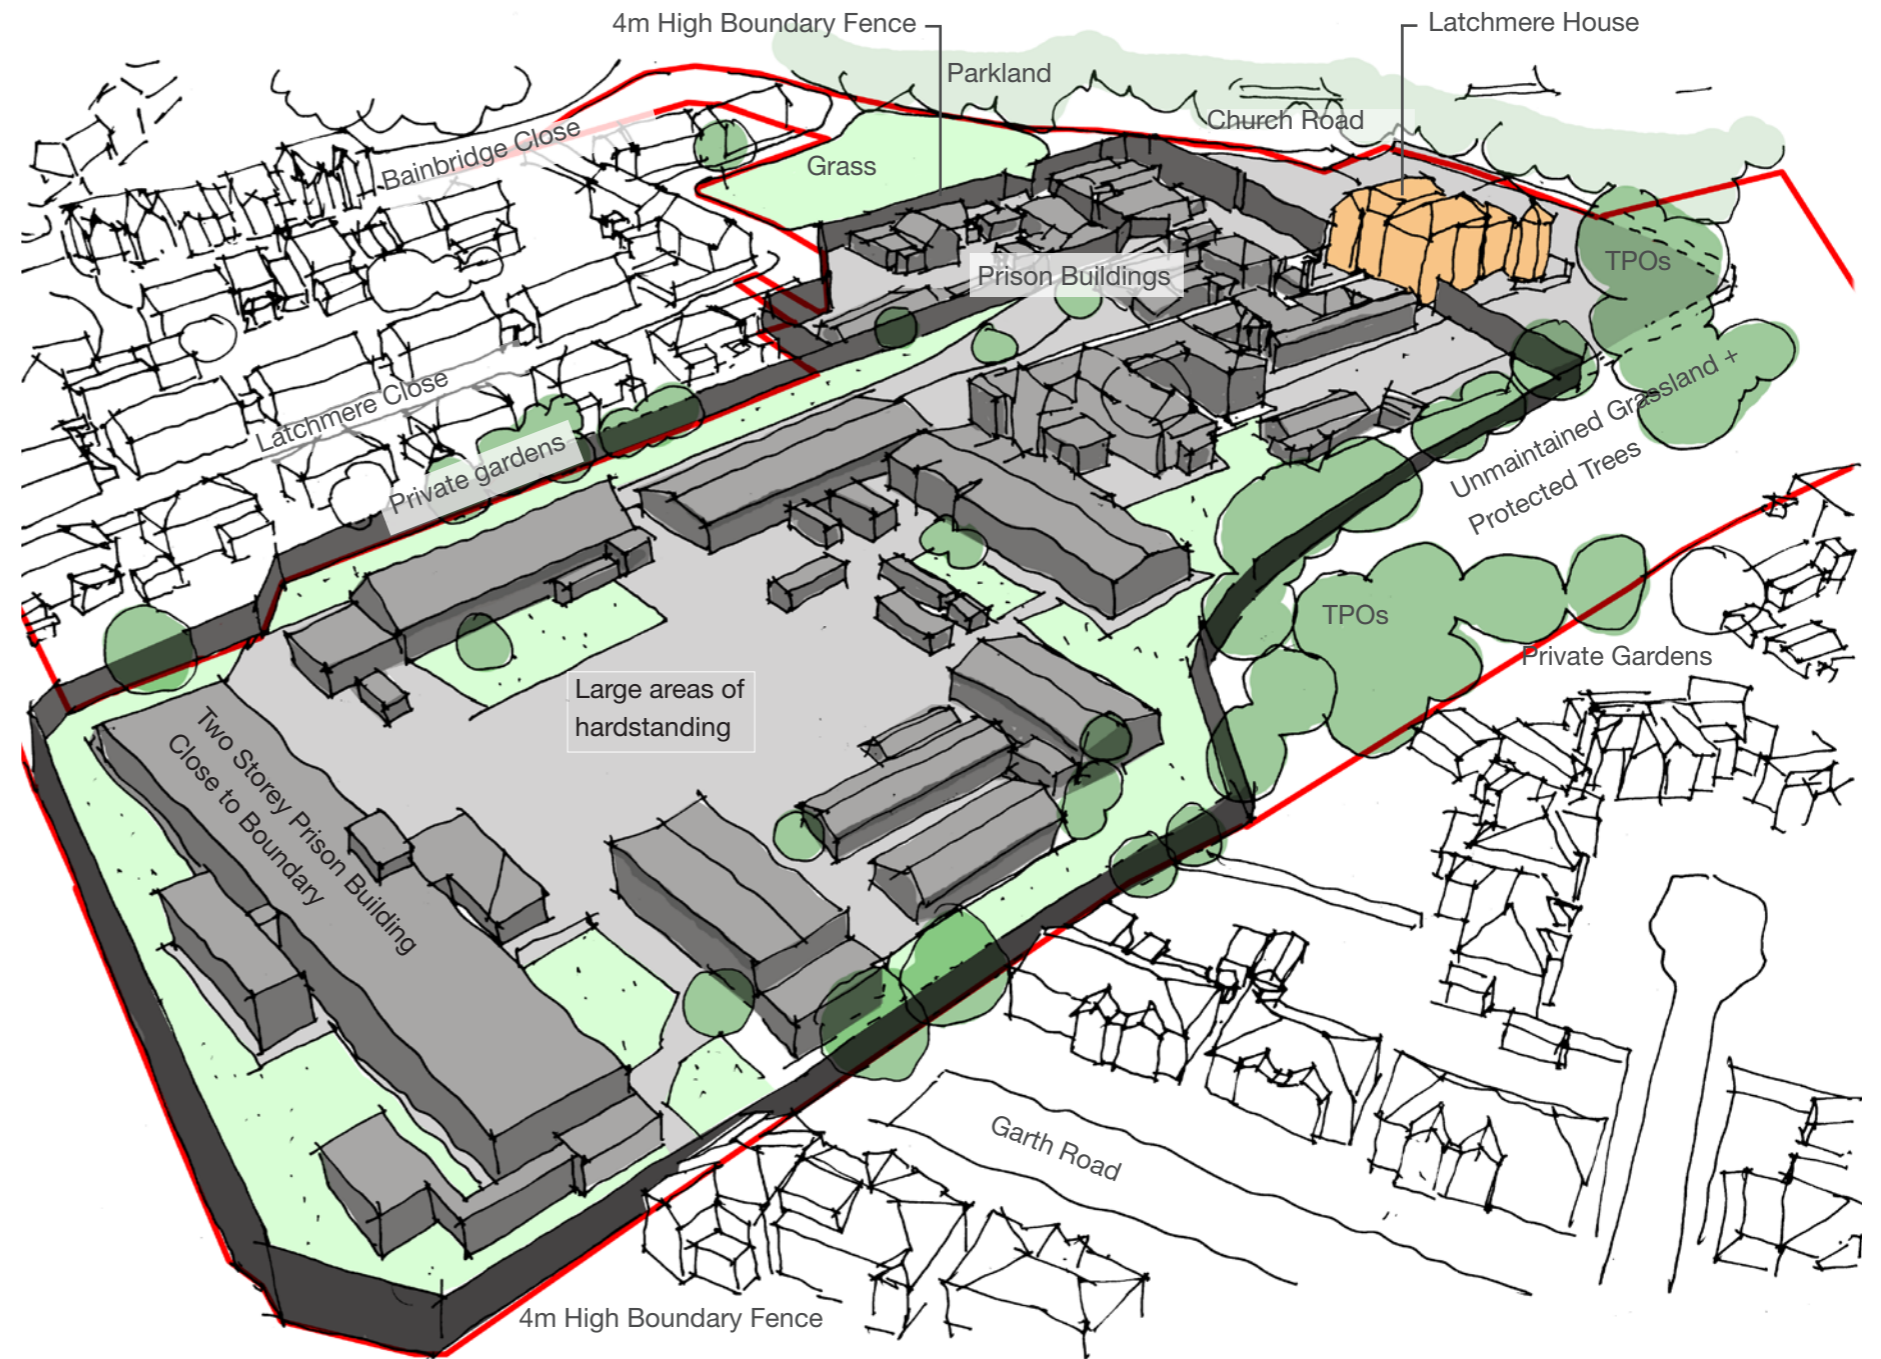 4m High Boundary Fence
Latchmere House
Parkland
Church Road
Bainbridge Close
Grass
TPOs
Prison Buildings
Latchmere Close
Unmaintained Grassland +
Protected Trees
Private gardens
TPOs
Private Gardens
Large areas of
hardstanding
Two Storey Prison Building
Close to Boundary
Garth Road
4m High Boundary Fence